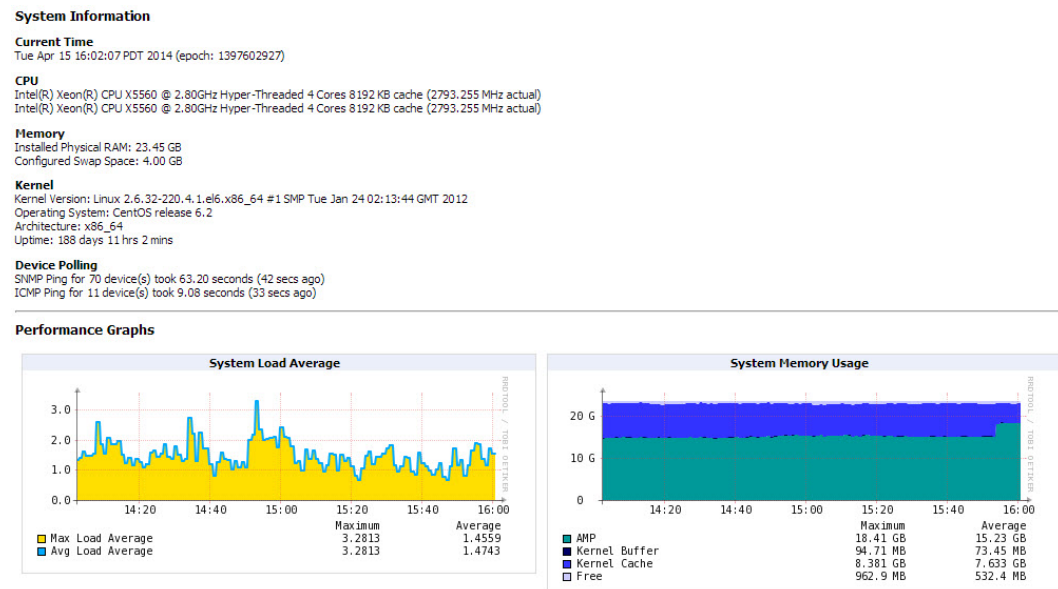 System Information
Current Time
Tue Apr 15 16:02:07 PDT 2014 (epoch: 1397602927)
CPU
Intel(R) Xeon(R) CPU X5560 @ 2.80GHz Hyper-Threaded 4 Cores 8192 KB cache (2793.255 MHz actual)
Intel(R) Xeon(R) CPU X5560 @ 2.80GHz Hyper-Threaded 4 Cores 8192 KB cache (2793.255 MHz actual)
Memory
Installed Physical RAM: 23.45 GB
Configured Swap Space: 4.00 GB
Kernel
Kernel Version: Linux 2.6.32-220.4.1.el6.x86_64 #1 SMP Tue Jan 24 02:13:44 GMT 2012
Operating System: CentOS release 6.2
Architecture: x86_64
Uptime: 188 days 11 hrs 2 mins
Device Polling
SNMP Ping for 70 device(s) took 63.20 seconds (42 secs ago)
ICMP Ping for 11 device(s) took 9.08 seconds (33 secs ago)
Performance Graphs
System Load Average
RRDTOOL / TOBI OETIKER
3.0
2.0
1.0
0.0
14:20 14:40 15:00 15:20 15:40 16:00
Maximum Average
Max Load Average 3.2813 1.4559
Avg Load Average 3.2813 1.4743
System Memory Usage
RRDTOOL / TOBI OETIKER
20 G
10 G
0
14:20 14:40 15:00 15:20 15:40 16:00
Maximum Average
AMP 18.41 GB 15.23 GB
Kernel Buffer 94.71 MB 73.45 MB
Kernel Cache 8.381 GB 7.633 GB
Free 962.9 MB 532.4 MB